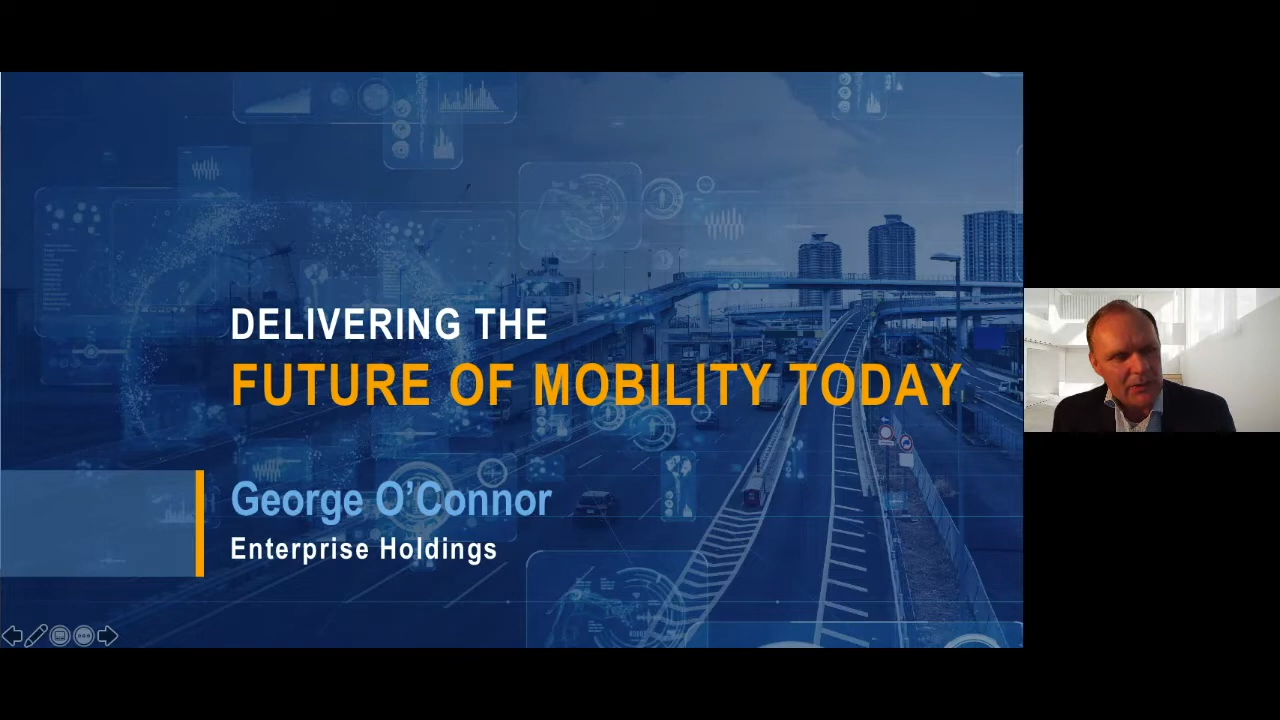 DELIVERING THE
FUTURE OF MOBILITY TODAY
George O’Connor
Enterprise Holdings